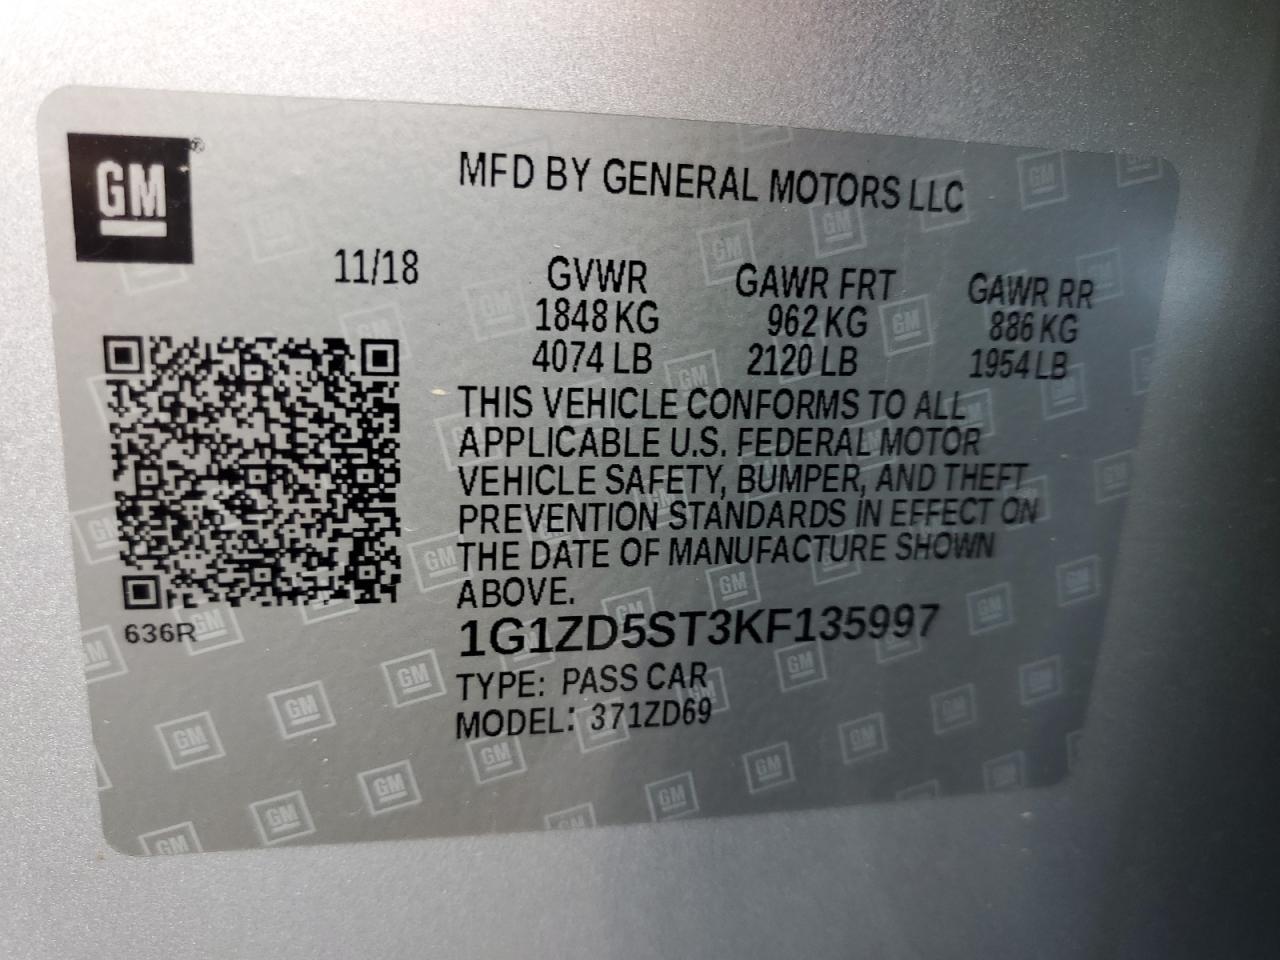 GM®
MFD BY GENERAL MOTORS LLC
11/18
GVWR GAWR FRT GAWR RR
1848 KG 962 KG 886 KG
4074 LB 2120 LB 1954 LB
THIS VEHICLE CONFORMS TO ALL
APPLICABLE U.S. FEDERAL MOTOR
VEHICLE SAFETY, BUMPER, AND THEFT
PREVENTION STANDARDS IN EFFECT ON
THE DATE OF MANUFACTURE SHOWN
ABOVE.
636R
1G1ZD5ST3KF135997
TYPE: PASS CAR
MODEL: 371ZD69